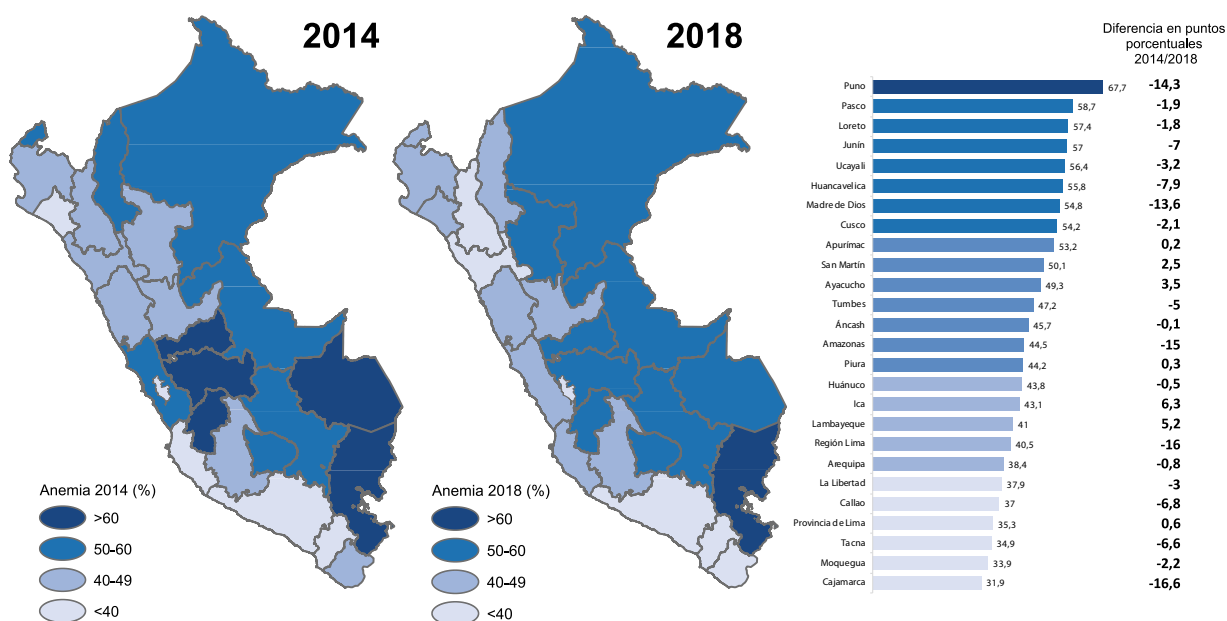 2014
2018
Diferencia en puntos
porcentuales
2014/2018
Puno 67,7 -14,3
Pasco 58,7 -1,9
Loreto 57,4 -1,8
Junín 57 -7
Ucayali 56,4 -3,2
Huancavelica 55,8 -7,9
Madre de Dios 54,8 -13,6
Cusco 54,2 -2,1
Apurímac 53,2 0,2
San Martín 50,1 2,5
Ayacucho 49,3 3,5
Tumbes 47,2 -5
Áncash 45,7 -0,1
Amazonas 44,5 -15
Piura 44,2 0,3
Huánuco 43,8 -0,5
Ica 43,1 6,3
Lambayeque 41 5,2
Región Lima 40,5 -16
Arequipa 38,4 -0,8
La Libertad 37,9 -3
Callao 37 -6,8
Provincia de Lima 35,3 0,6
Tacna 34,9 -6,6
Moquegua 33,9 -2,2
Cajamarca 31,9 -16,6
Anemia 2014 (%)
>60
50-60
40-49
<40
Anemia 2018 (%)
>60
50-60
40-49
<40